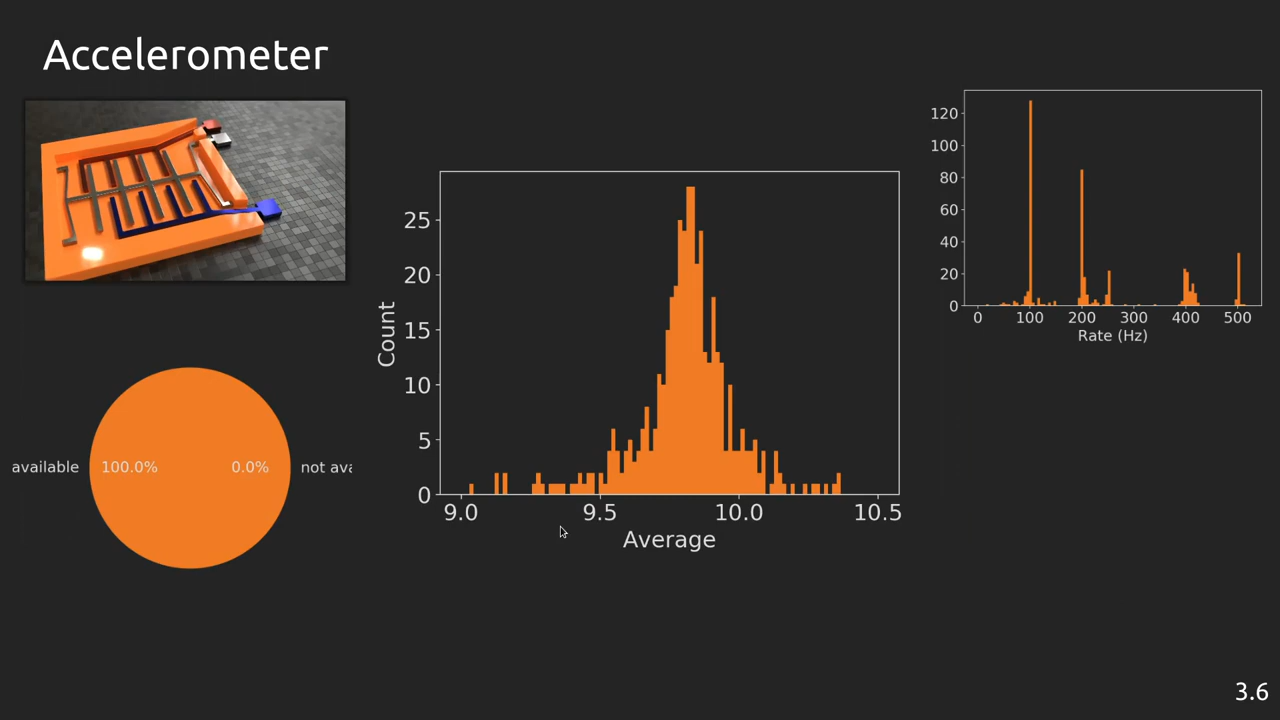 Accelerometer
available 100.0% 0.0% not ava
Count
25
20
15
10
5
0
9.0 9.5 10.0 10.5
Average
120
100
80
60
40
20
0
0 100 200 300 400 500
Rate (Hz)
3.6